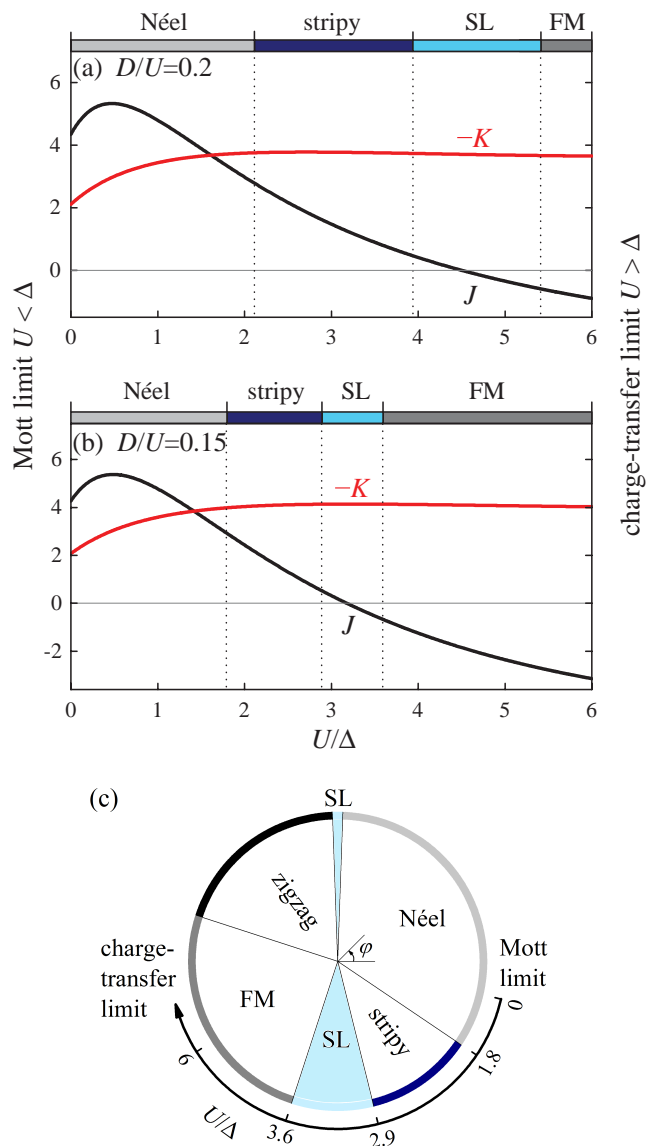 Néel stripy SL FM
(a) D/U=0.2
6
4
2
0
−K
J
0 1 2 3 4 5 6
Mott limit U < Δ
charge-transfer limit U > Δ
Néel stripy SL FM
(b) D/U=0.15
6
4
2
0
-2
−K
J
0 1 2 3 4 5 6
U/Δ
(c)
SL
zigzag
Néel
φ
charge-
transfer
limit
Mott
limit
FM
SL
stripy
0
1.8
2.9
3.6
6
U/Δ